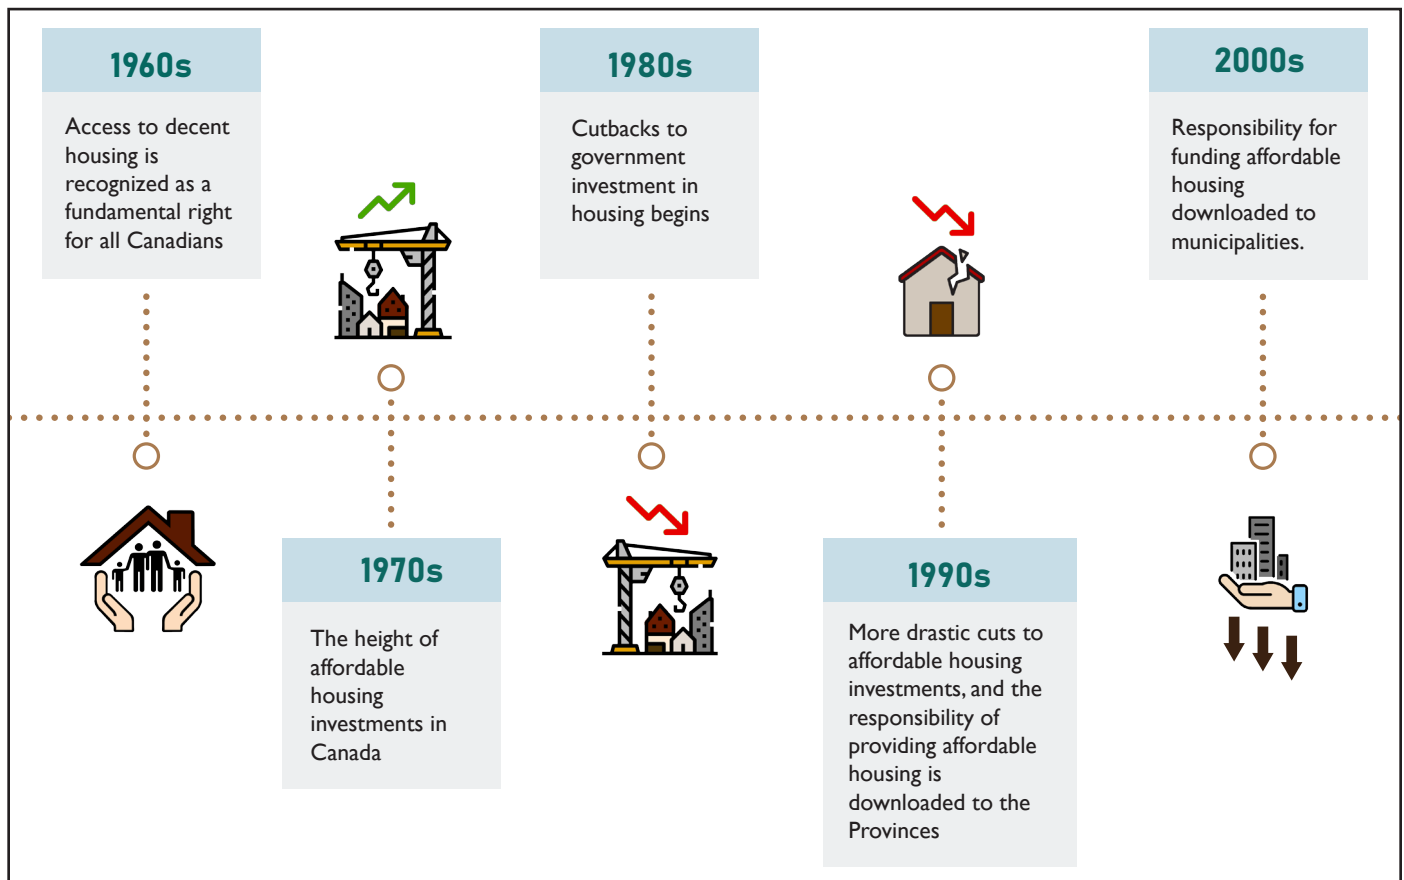 1960s
Access to decent
housing is
recognized as a
fundamental right
for all Canadians
1970s
The height of
affordable
housing
investments in
Canada
1980s
Cutbacks to
government
investment in
housing begins
1990s
More drastic cuts to
affordable housing
investments, and the
responsibility of
providing affordable
housing is
downloaded to the
Provinces
2000s
Responsibility for
funding affordable
housing
downloaded to
municipalities.